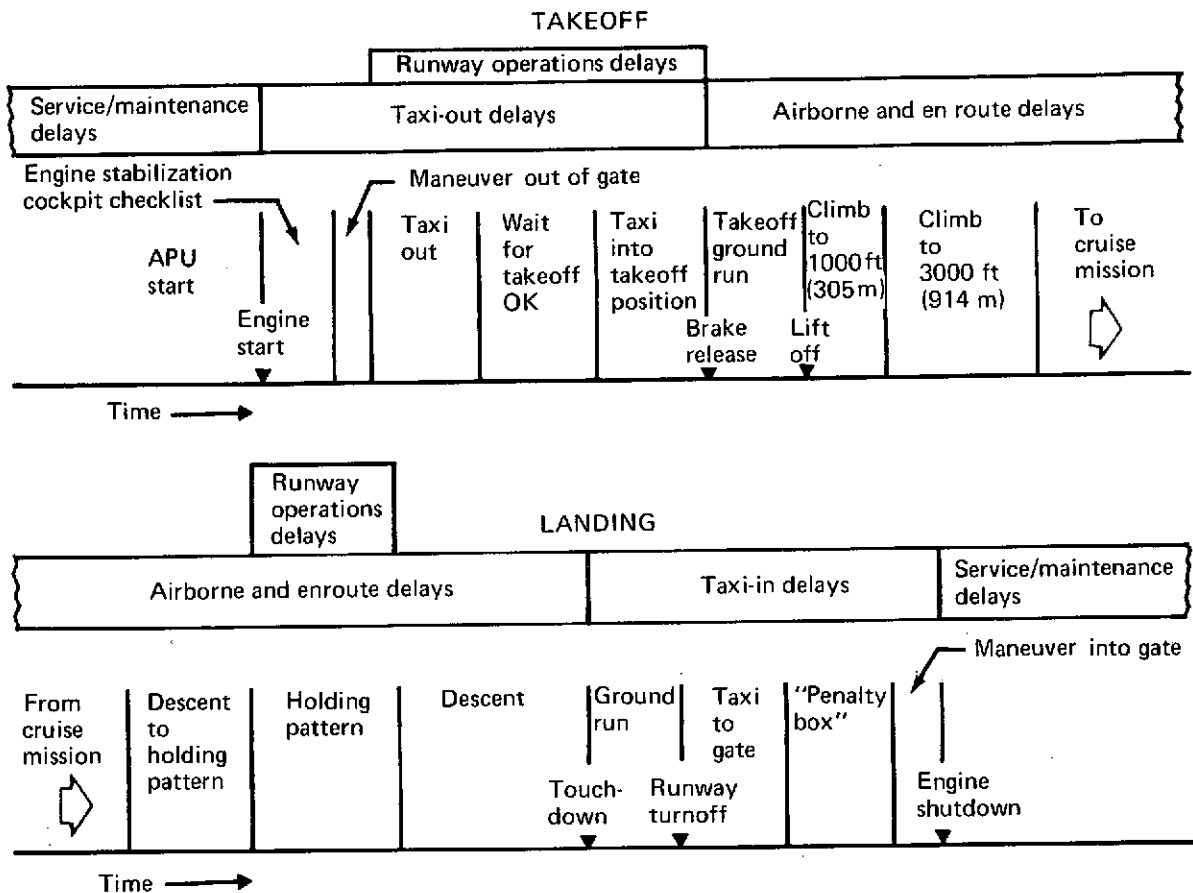 TAKEOFF
Runway operations delays
Service/maintenance
delays
Taxi-out delays
Airborne and en route delays
Engine stabilization
cockpit checklist
Maneuver out of gate
APU
start
Engine
start
Taxi
out
Wait
for
takeoff
OK
Taxi
into
takeoff
position
Takeoff
ground
run
Brake
release
Climb
to
1000 ft
(305 m)
Lift
off
Climb
to
3000 ft
(914 m)
To
cruise
mission
Time
LANDING
Runway
operations
delays
Airborne and enroute delays
Taxi-in delays
Service/maintenance
delays
Maneuver into gate
From
cruise
mission
Descent
to
holding
pattern
Holding
pattern
Descent
Touch-
down
Ground
run
Runway
turnoff
Taxi
to
gate
"Penalty
box"
Engine
shutdown
Time